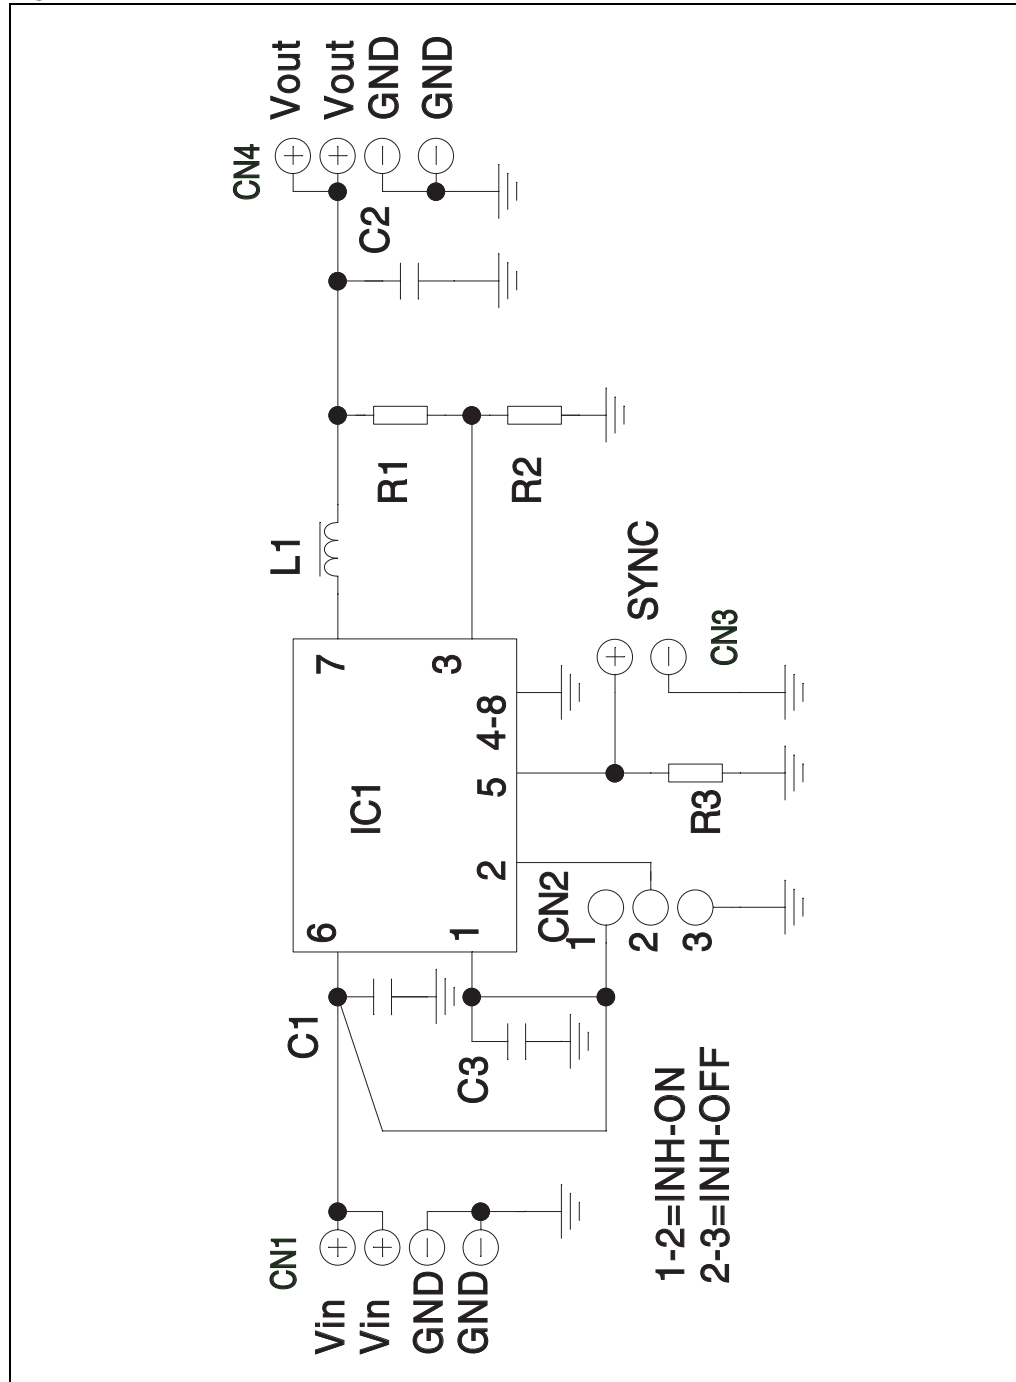 CN4
Vout
Vout
GND
GND
C2
L1
R1
R2
IC1
7
3
4-8
5
2
6
1
SYNC
CN3
R3
CN2
1
2
3
C1
C3
CN1
Vin
Vin
GND
GND
1-2=INH-ON
2-3=INH-OFF